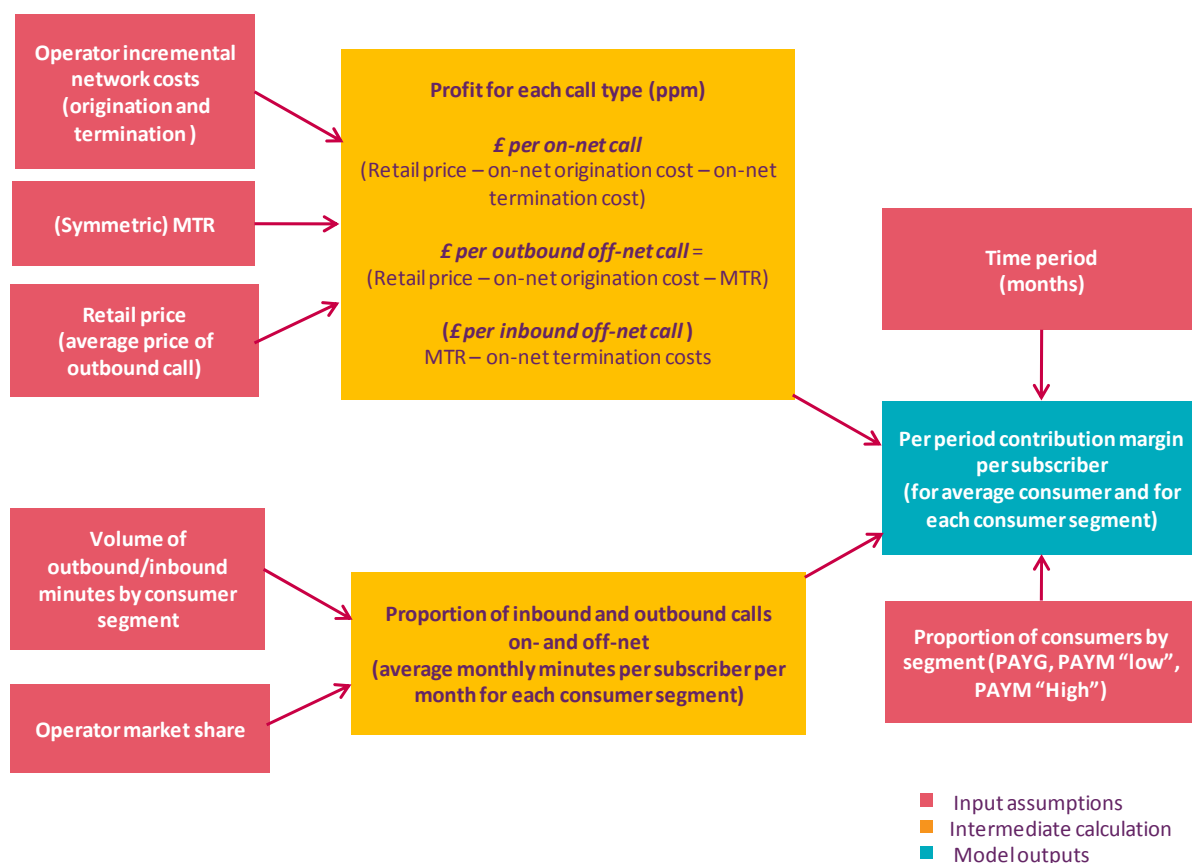 Operator incremental
network costs
(origination and
termination )
(Symmetric) MTR
Retail price
(average price of
outbound call)
Profit for each call type (ppm)
£ per on-net call
(Retail price – on-net origination cost – on-net
termination cost)
£ per outbound off-net call =
(Retail price – on-net origination cost – MTR)
(£ per inbound off-net call )
MTR – on-net termination costs
Time period
(months)
Per period contribution margin
per subscriber
(for average consumer and for
each consumer segment)
Volume of
outbound/inbound
minutes by consumer
segment
Operator market share
Proportion of inbound and outbound calls
on- and off-net
(average monthly minutes per subscriber per
month for each consumer segment)
Proportion of consumers by
segment (PAYG, PAYM “low”,
PAYM “High”)
Input assumptions
Intermediate calculation
Model outputs